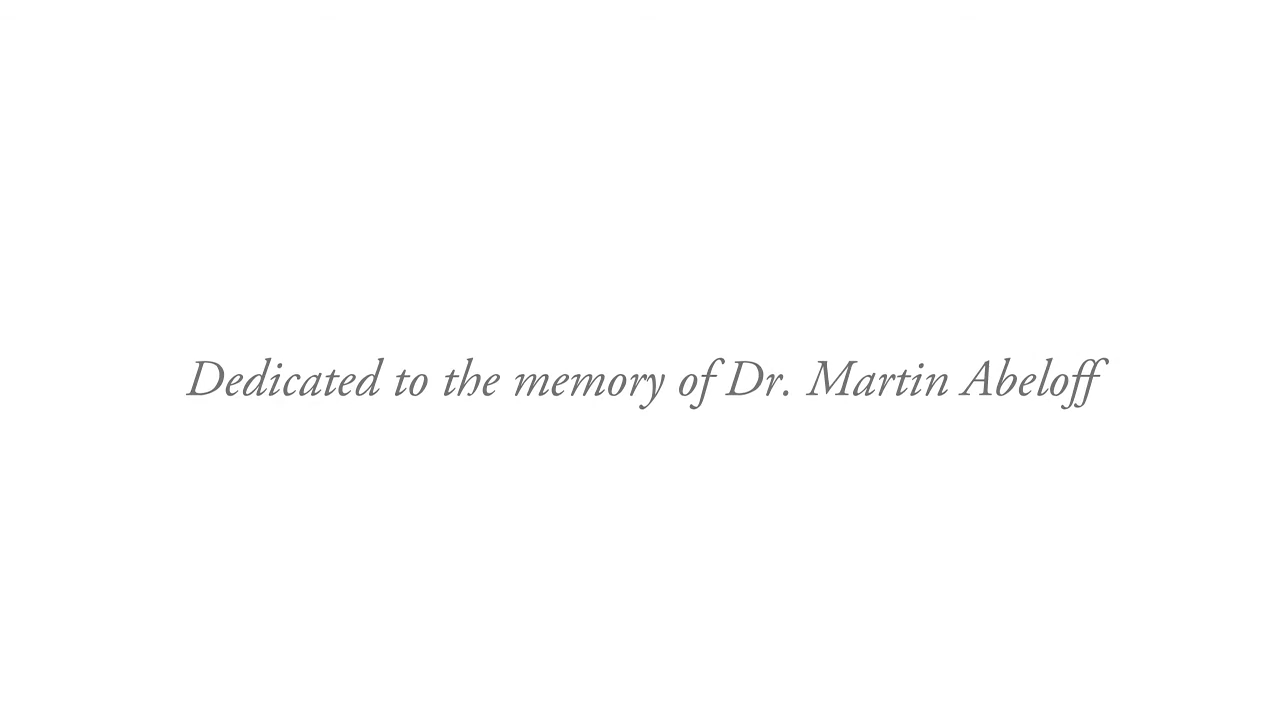 Dedicated to the memory of Dr. Martin Abeloff